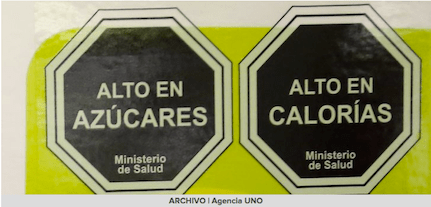 ALTO EN
AZÚCARES
Ministerio
de Salud
ALTO EN
CALORÍAS
Ministerio
de Salud
ARCHIVO | Agencia UNO